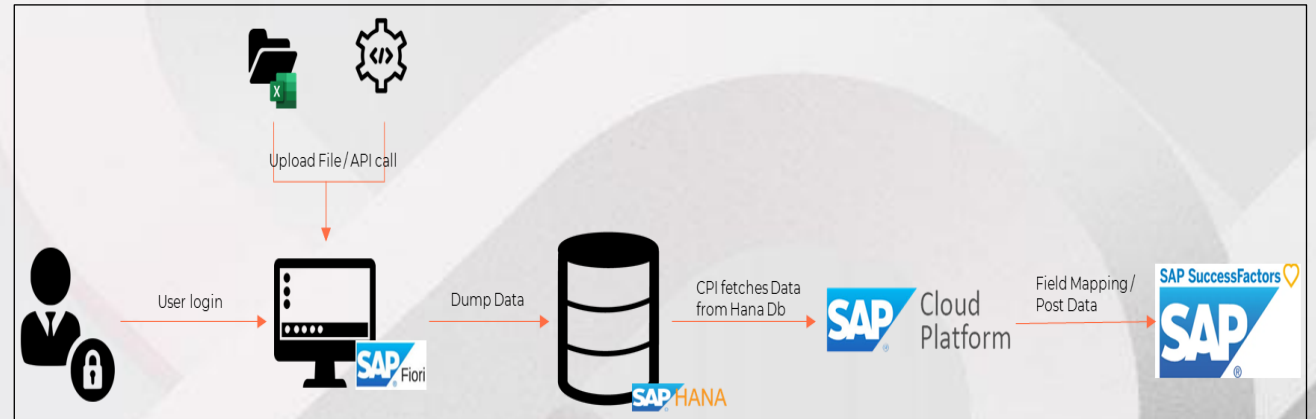 X
</>
Upload File / API call
User login
SAP Fiori
Dump Data
SAP HANA
CPI fetches Data
from Hana Db
SAP®
Cloud
Platform
Field Mapping /
Post Data
SAP SuccessFactors
SAP®